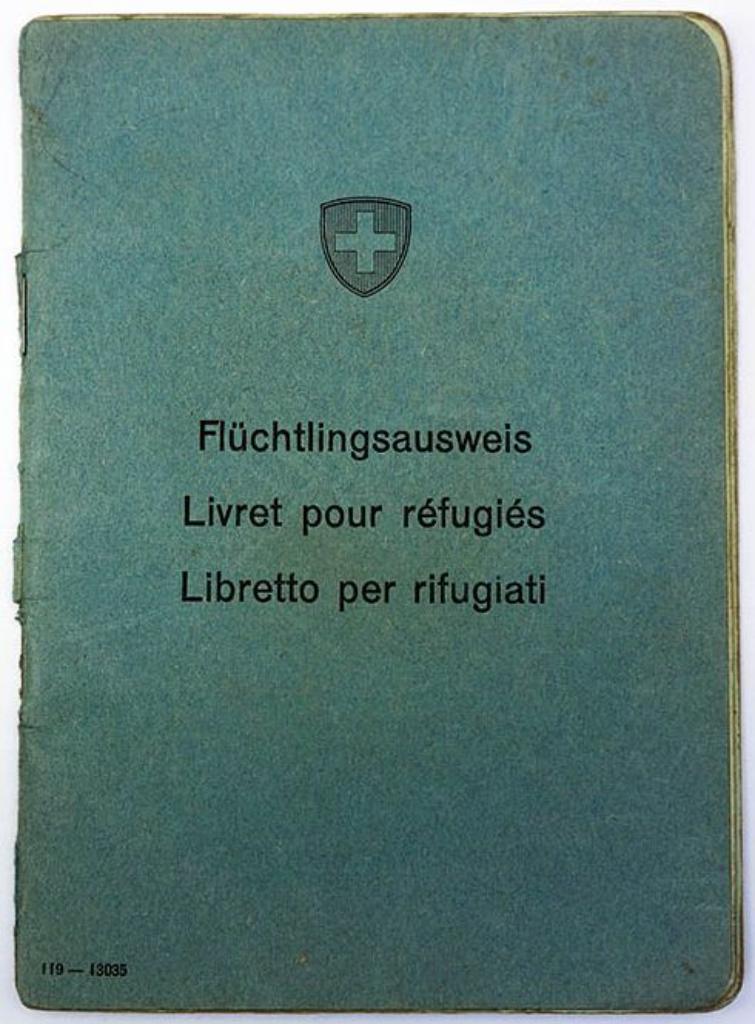 Flüchtlingsausweis
Livret pour réfugiés
Libretto per rifugiati
119 — 13035